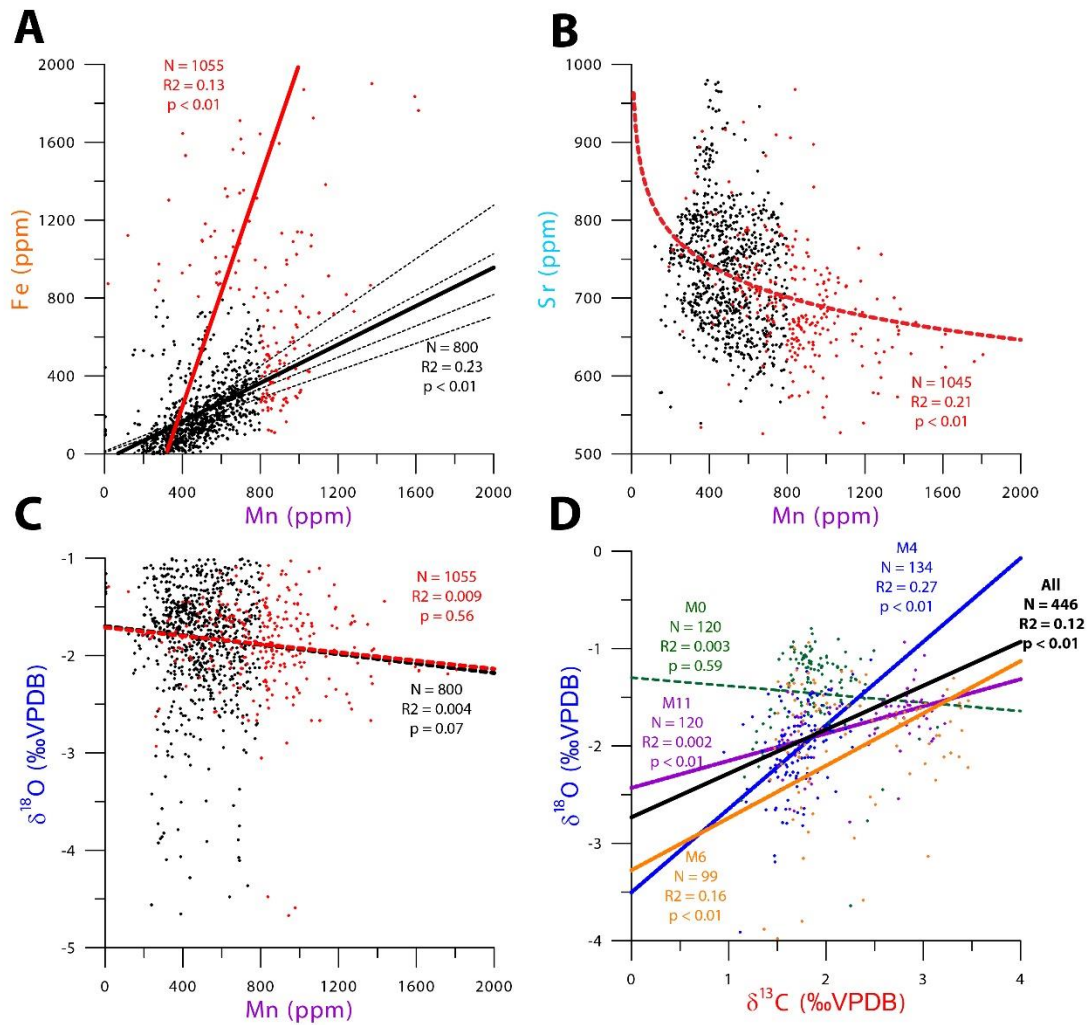 A
N = 1055
R2 = 0.13
p < 0.01
2000
1600
1200
800
400
0
Fe (ppm)
N = 800
R2 = 0.23
p < 0.01
0
400
800
1200
1600
2000
Mn (ppm)
B
1000
900
800
700
600
500
Sr (ppm)
N = 1045
R2 = 0.21
p < 0.01
0
400
800
1200
1600
2000
Mn (ppm)
C
-1
-2
-3
-4
-5
δ18O (‰VPDB)
N = 1055
R2 = 0.009
p = 0.56
N = 800
R2 = 0.004
p = 0.07
0
400
800
1200
1600
2000
Mn (ppm)
D
0
-1
-2
-3
-4
δ18O (‰VPDB)
M4
N = 134
R2 = 0.27
p < 0.01
All
N = 446
R2 = 0.12
p < 0.01
M0
N = 120
R2 = 0.003
p = 0.59
M11
N = 120
R2 = 0.002
p < 0.01
M6
N = 99
R2 = 0.16
p < 0.01
0
1
2
3
4
δ13C (‰VPDB)